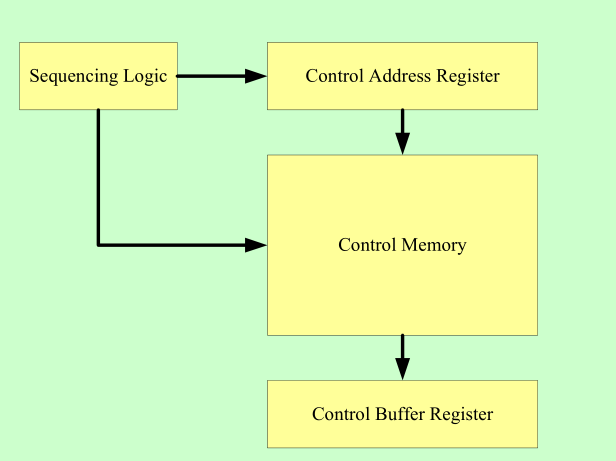 Sequencing Logic
Control Address Register
Control Memory
Control Buffer Register